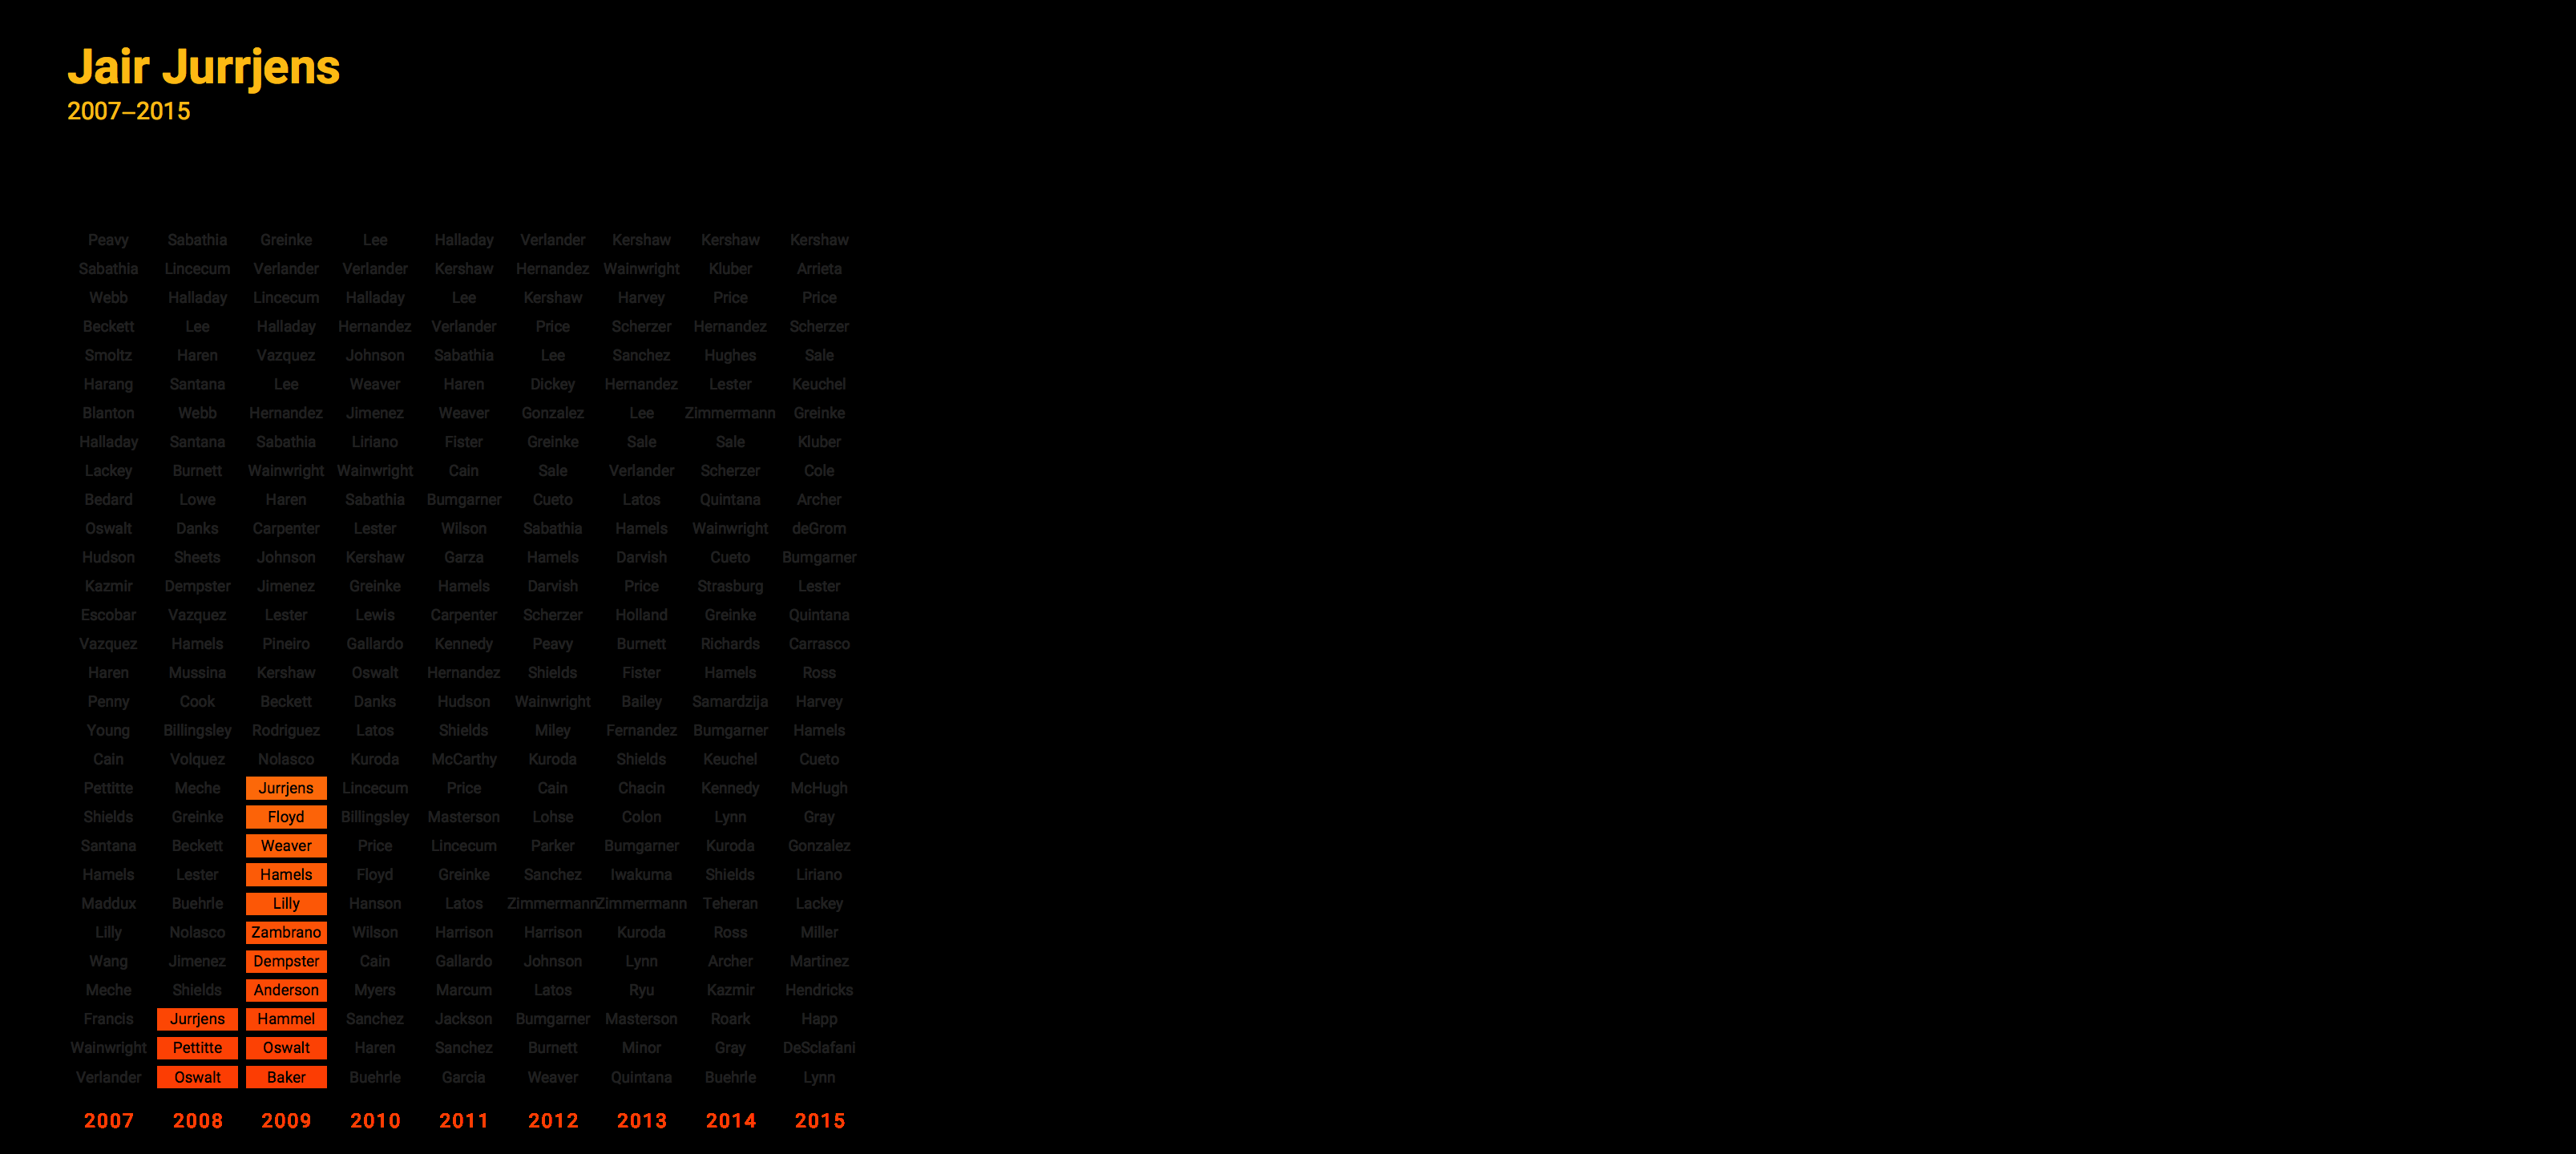 Jair Jurrjens
2007–2015
Peavy Sabathia Greinke Lee Halladay Verlander Kershaw Kershaw Kershaw
Sabathia Lincecum Verlander Verlander Kershaw Hernandez Wainwright Kluber Arrieta
Webb Halladay Lincecum Halladay Lee Kershaw Harvey Price Price
Beckett Lee Halladay Hernandez Verlander Price Scherzer Hernandez Scherzer
Smoltz Haren Vazquez Johnson Sabathia Lee Sanchez Hughes Sale
Harang Santana Lee Weaver Haren Dickey Hernandez Lester Keuchel
Blanton Webb Hernandez Jimenez Weaver Gonzalez Lee Zimmermann Greinke
Halladay Santana Sabathia Liriano Fister Greinke Sale Sale Kluber
Lackey Burnett Wainwright Wainwright Cain Sale Verlander Scherzer Cole
Bedard Lowe Haren Sabathia Bumgarner Cueto Latos Quintana Archer
Oswalt Danks Carpenter Lester Wilson Sabathia Hamels Wainwright deGrom
Hudson Sheets Johnson Kershaw Garza Hamels Darvish Cueto Bumgarner
Kazmir Dempster Jimenez Greinke Hamels Darvish Price Strasburg Lester
Escobar Vazquez Lester Lewis Carpenter Scherzer Holland Greinke Quintana
Vazquez Hamels Pineiro Gallardo Kennedy Peavy Burnett Richards Carrasco
Haren Mussina Kershaw Oswalt Hernandez Shields Fister Hamels Ross
Penny Cook Beckett Danks Hudson Wainwright Bailey Samardzija Harvey
Young Billingsley Rodriguez Latos Shields Miley Fernandez Bumgarner Hamels
Cain Volquez Nolasco Kuroda McCarthy Kuroda Shields Keuchel Cueto
Pettitte Meche Jurrjens Lincecum Price Cain Chacin Kennedy McHugh
Shields Greinke Floyd Billingsley Masterson Lohse Colon Lynn Gray
Santana Beckett Weaver Price Lincecum Parker Bumgarner Kuroda Gonzalez
Hamels Lester Hamels Floyd Greinke Sanchez Iwakuma Shields Liriano
Maddux Buehrle Lilly Hanson Latos Zimmermann Zimmermann Teheran Lackey
Lilly Nolasco Zambrano Wilson Harrison Harrison Kuroda Ross Miller
Wang Jimenez Dempster Cain Gallardo Johnson Lynn Archer Martinez
Meche Shields Anderson Myers Marcum Latos Ryu Kazmir Hendricks
Francis Jurrjens Hammel Sanchez Jackson Bumgarner Masterson Roark Happ
Wainwright Pettitte Oswalt Haren Sanchez Burnett Minor Gray DeSclafani
Verlander Oswalt Baker Buehrle Garcia Weaver Quintana Buehrle Lynn
2007 2008 2009 2010 2011 2012 2013 2014 2015